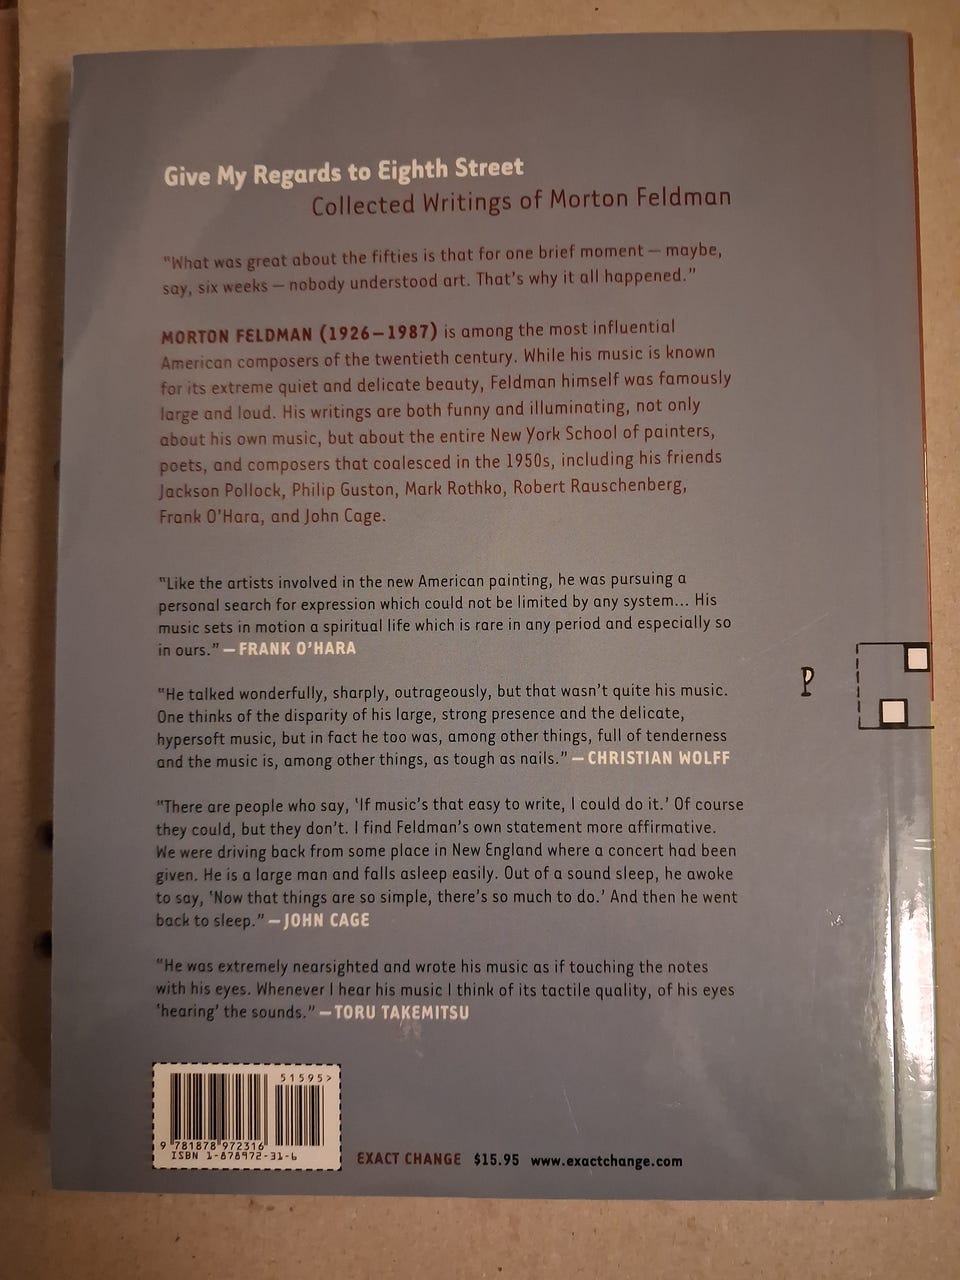 Give My Regards to Eighth Street
Collected Writings of Morton Feldman
"What was great about the fifties is that for one brief moment — maybe,
say, six weeks — nobody understood art. That's why it all happened."
MORTON FELDMAN (1926–1987) is among the most influential
American composers of the twentieth century. While his music is known
for its extreme quiet and delicate beauty, Feldman himself was famously
large and loud. His writings are both funny and illuminating, not only
about his own music, but about the entire New York School of painters,
poets, and composers that coalesced in the 1950s, including his friends
Jackson Pollock, Philip Guston, Mark Rothko, Robert Rauschenberg,
Frank O'Hara, and John Cage.
"Like the artists involved in the new American painting, he was pursuing a
personal search for expression which could not be limited by any system... His
music sets in motion a spiritual life which is rare in any period and especially so
in ours." — FRANK O'HARA
"He talked wonderfully, sharply, outrageously, but that wasn't quite his music.
One thinks of the disparity of his large, strong presence and the delicate,
hypersoft music, but in fact he too was, among other things, full of tenderness
and the music is, among other things, as tough as nails." — CHRISTIAN WOLFF
"There are people who say, 'If music's that easy to write, I could do it.' Of course
they could, but they don't. I find Feldman's own statement more affirmative.
We were driving back from some place in New England where a concert had been
given. He is a large man and falls asleep easily. Out of a sound sleep, he awoke
to say, 'Now that things are so simple, there's so much to do.' And then he went
back to sleep." — JOHN CAGE
"He was extremely nearsighted and wrote his music as if touching the notes
with his eyes. Whenever I hear his music I think of its tactile quality, of his eyes
'hearing' the sounds." — TORU TAKEMITSU
P
51595>
9 781878 972316
ISBN 1-878972-31-6
EXACT CHANGE $15.95 www.exactchange.com